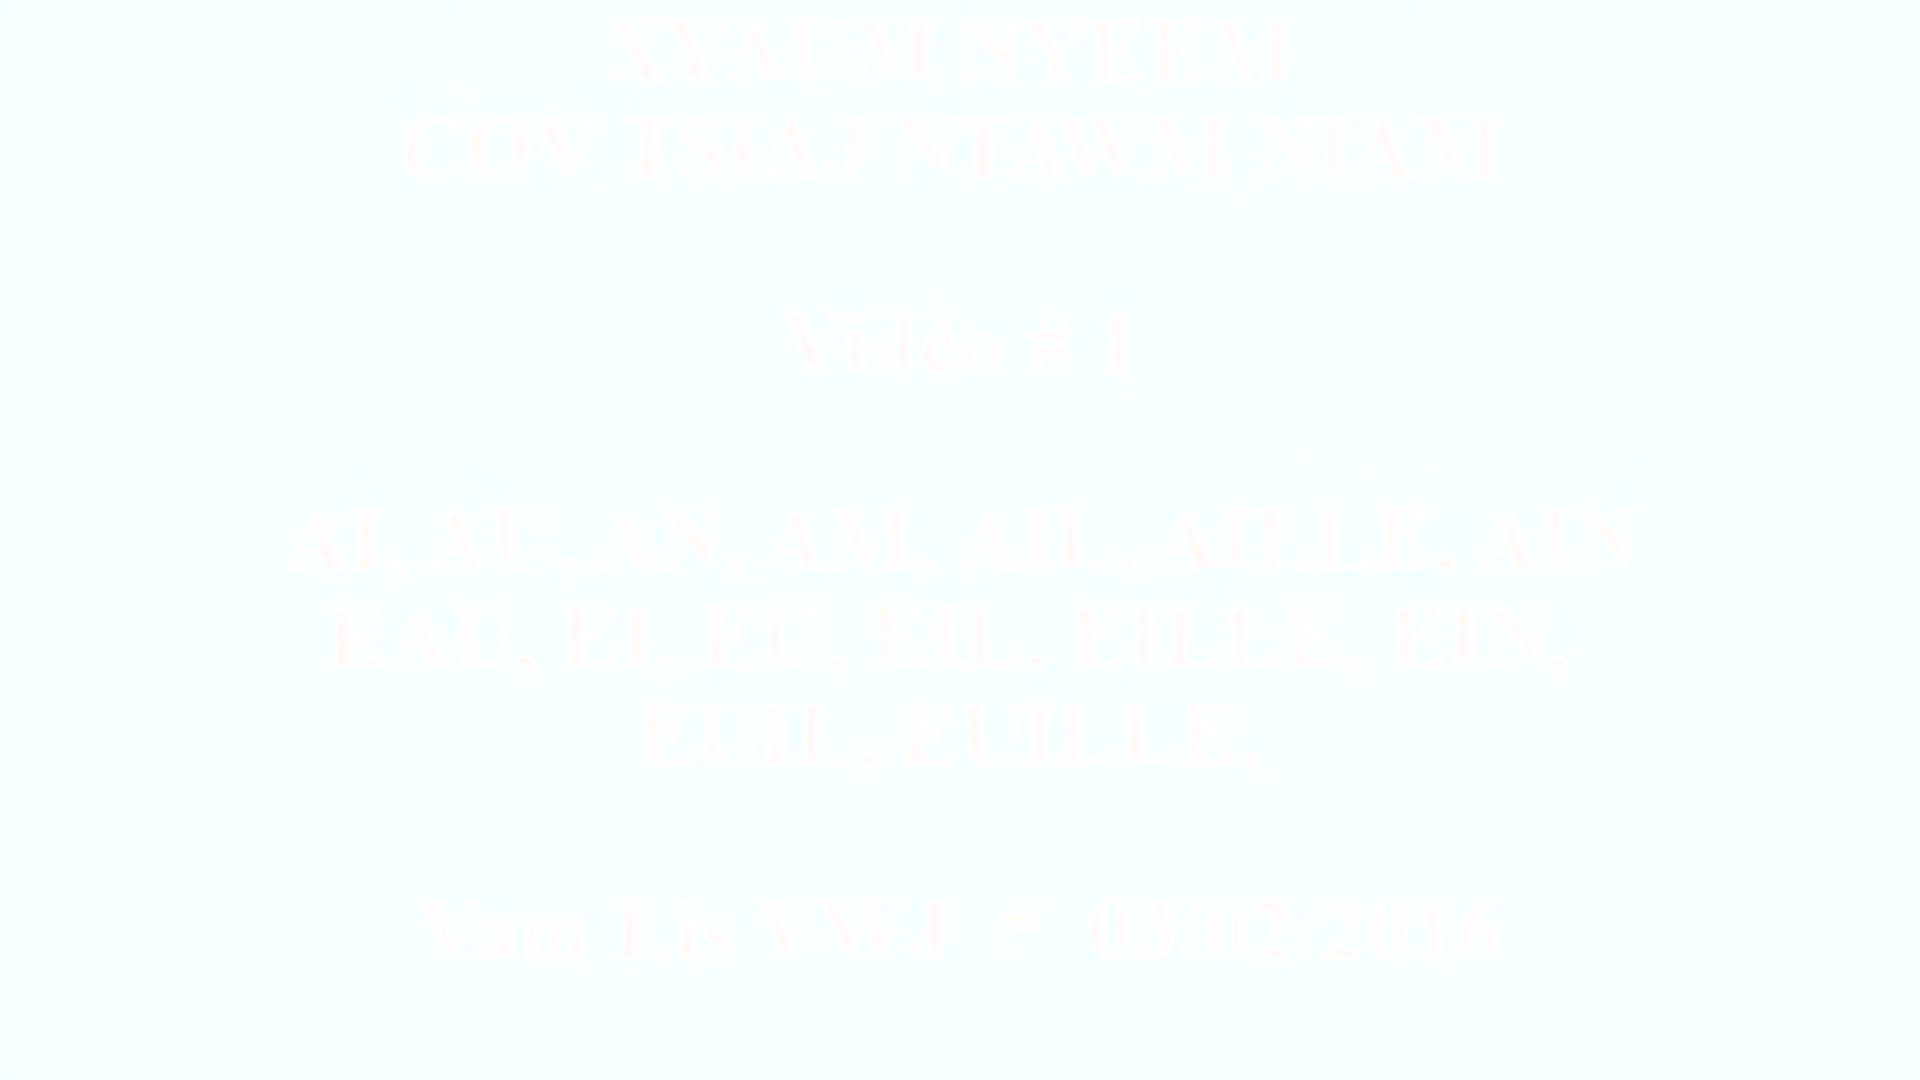 XYAUM NYEEM
COV TSIAJ NTAWM NIAM
Vidéo # 1
AI, AU, AN, AM, AIL, AILLE, AIN
EAU, EI, EU, EIL, EILLE, EIN,
EUIL, EUILLE,
Vam Lis VWJ * 03/02/2016